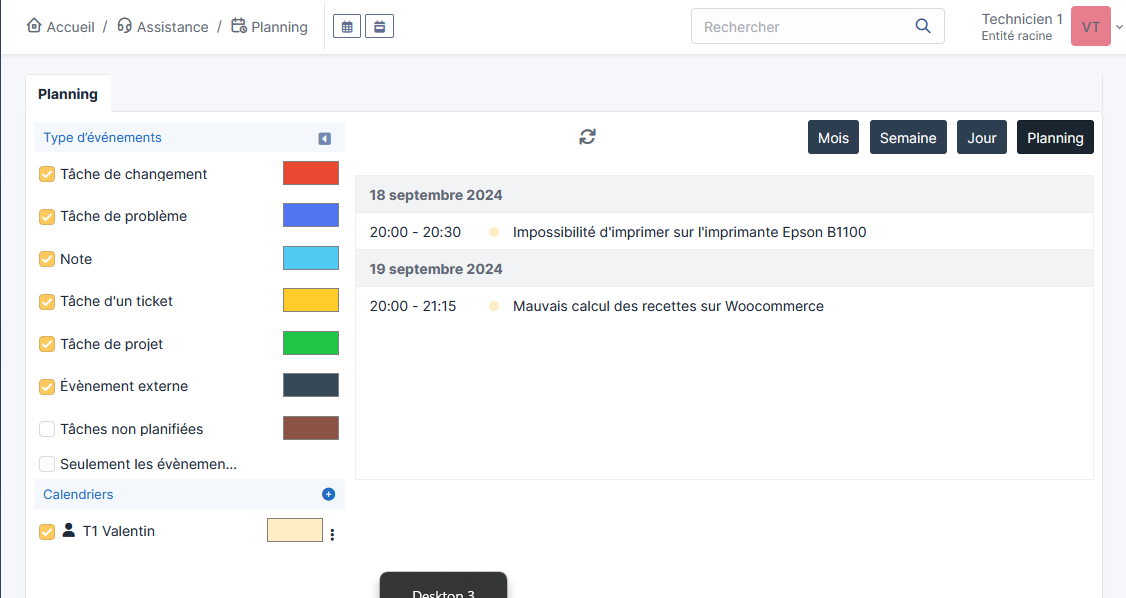 Accueil / Assistance / Planning
Rechercher
Technicien 1
Entité racine
VT
Planning
Type d'événements
Mois Semaine Jour Planning
Tâche de changement
Tâche de problème
Note
Tâche d'un ticket
Tâche de projet
Évènement externe
Tâches non planifiées
Seulement les évènemen...
Calendriers
T1 Valentin
18 septembre 2024
20:00 - 20:30 Impossibilité d'imprimer sur l'imprimante Epson B1100
19 septembre 2024
20:00 - 21:15 Mauvais calcul des recettes sur Woocommerce
Desktop 3